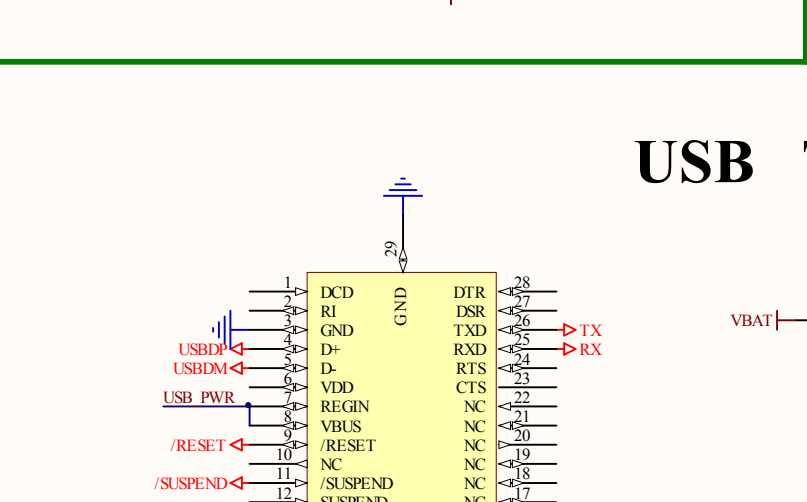 USB
29
GND
1 DCD DTR 28
2 RI DSR 27
3 GND TXD 26 TX
USBDP 4 D+ RXD 25 RX
USBDM 5 D- RTS 24
6 VDD CTS 23
USB PWR 7 REGIN NC 22
8 VBUS NC 21
/RESET 9 /RESET NC 20
10 NC NC 19
/SUSPEND 11 /SUSPEND NC 18
12 SUSPEND NC 17
VBAT